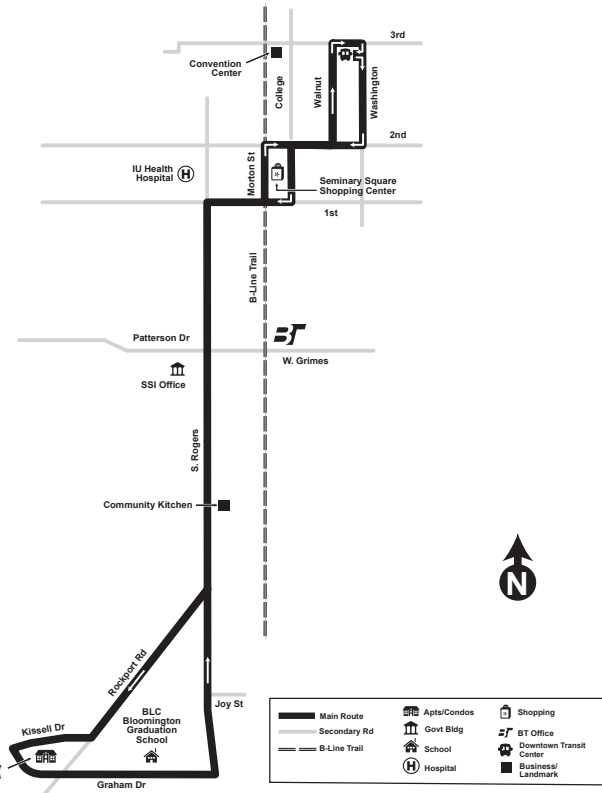 3rd
Convention
Center
College
Walnut
Washington
2nd
IU Health
Hospital
H
Morton St
Seminary Square
Shopping Center
1st
B-Line Trail
Patterson Dr
BT
W. Grimes
SSI Office
S. Rogers
Community Kitchen
N
Rockport Rd
Joy St
BLC
Bloomington
Graduation
School
Kissell Dr
Graham Dr
Main Route
Secondary Rd
B-Line Trail
Apts/Condos
Govt Bldg
School
H
Hospital
Shopping
BT
BT Office
Downtown Transit
Center
Business/
Landmark